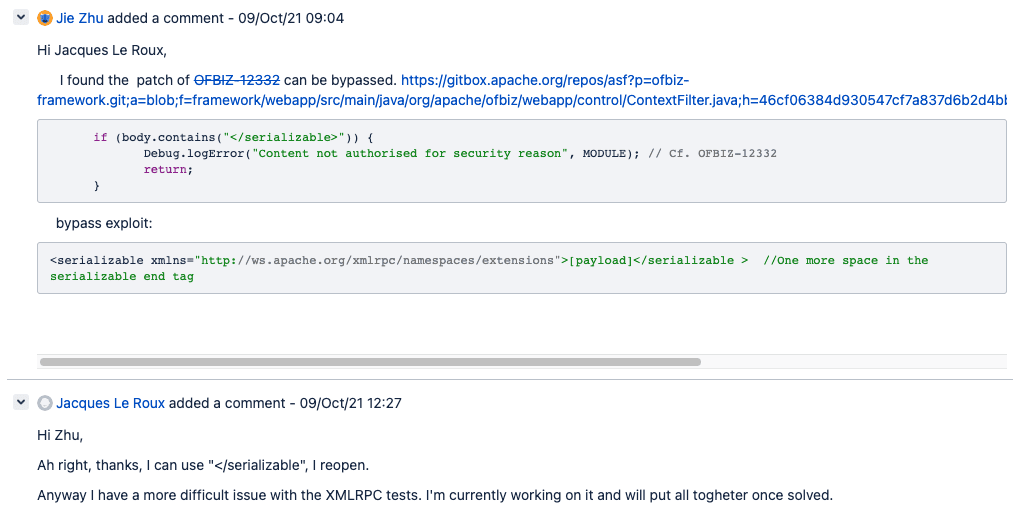 Jie Zhu added a comment - 09/Oct/21 09:04
Hi Jacques Le Roux,
I found the patch of OFBIZ-12332 can be bypassed. https://gitbox.apache.org/repos/asf?p=ofbiz-
framework.git;a=blob;f=framework/webapp/src/main/java/org/apache/ofbiz/webapp/control/ContextFilter.java;h=46cf06384d930547cf7a837d6b2d4bb
if (body.contains("</serializable>")) {
Debug.logError("Content not authorised for security reason", MODULE); // Cf. OFBIZ-12332
return;
}
bypass exploit:
<serializable xmlns="http://ws.apache.org/xmlrpc/namespaces/extensions">[payload]</serializable > //One more space in the
serializable end tag
Jacques Le Roux added a comment - 09/Oct/21 12:27
Hi Zhu,
Ah right, thanks, I can use "</serializable", I reopen.
Anyway I have a more difficult issue with the XMLRPC tests. I'm currently working on it and will put all togheter once solved.